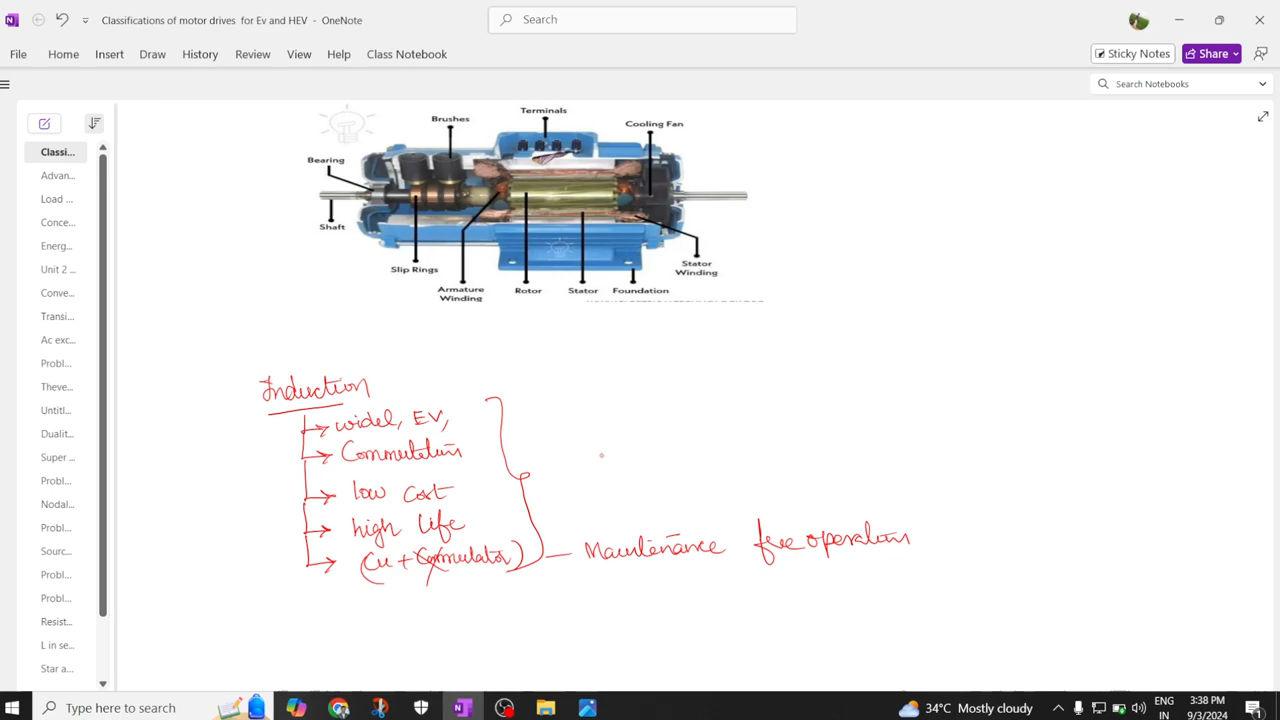 Classifications of motor drives for Ev and HEV - OneNote
Search
File Home Insert Draw History Review View Help Class Notebook
Sticky Notes Share
Search Notebooks
Classi...
Advan...
Load ...
Conce...
Energ...
Unit 2 ...
Conve...
Transi...
Ac exc...
Probl...
Theve...
Untitl...
Dualit...
Super ...
Probl...
Nodal...
Probl...
Sourc...
Probl...
Probl...
Resist...
L in se...
Star a...
Terminals
Brushes
Cooling Fan
Bearing
Shaft
Slip Rings
Armature
Winding
Rotor
Stator
Foundation
Stator
Winding
Induction
widel, EV,
Commutation
low cost
high life
(Cu + Commutator) Maintenance free operation
Type here to search
34°C Mostly cloudy
ENG
IN
3:38 PM
9/3/2024